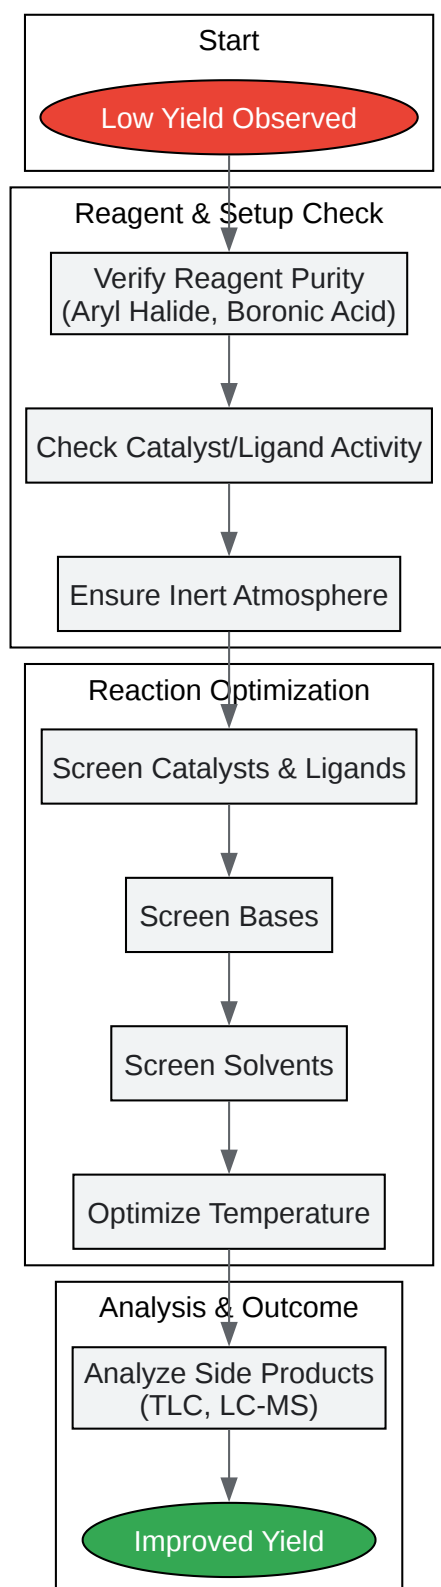 Start
Low Yield Observed
Reagent & Setup Check
Verify Reagent Purity
(Aryl Halide, Boronic Acid)
Check Catalyst/Ligand Activity
Ensure Inert Atmosphere
Reaction Optimization
Screen Catalysts & Ligands
Screen Bases
Screen Solvents
Optimize Temperature
Analysis & Outcome
Analyze Side Products
(TLC, LC-MS)
Improved Yield